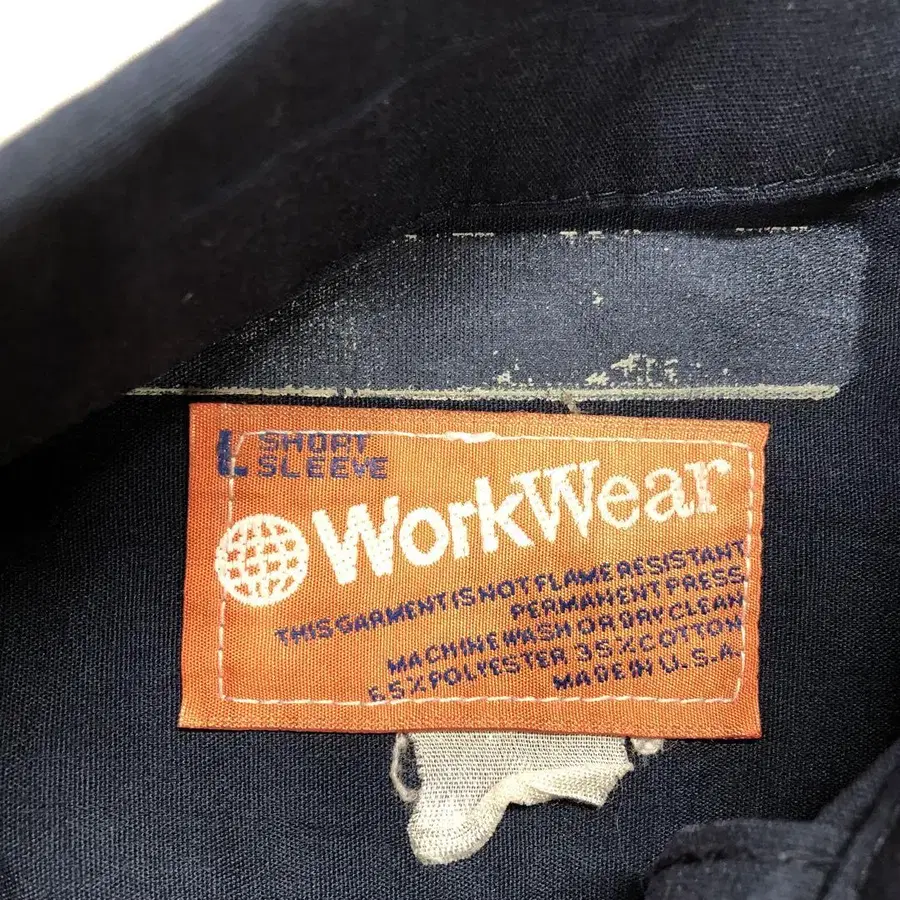 L SHORT
SLEEVE
WorkWear
THIS GARMENT IS NOT FLAME RESISTANT
PERMANENT PRESS
MACHINE WASH OR DRY CLEAN
65% POLYESTER 35% COTTON
MADE IN U.S.A.